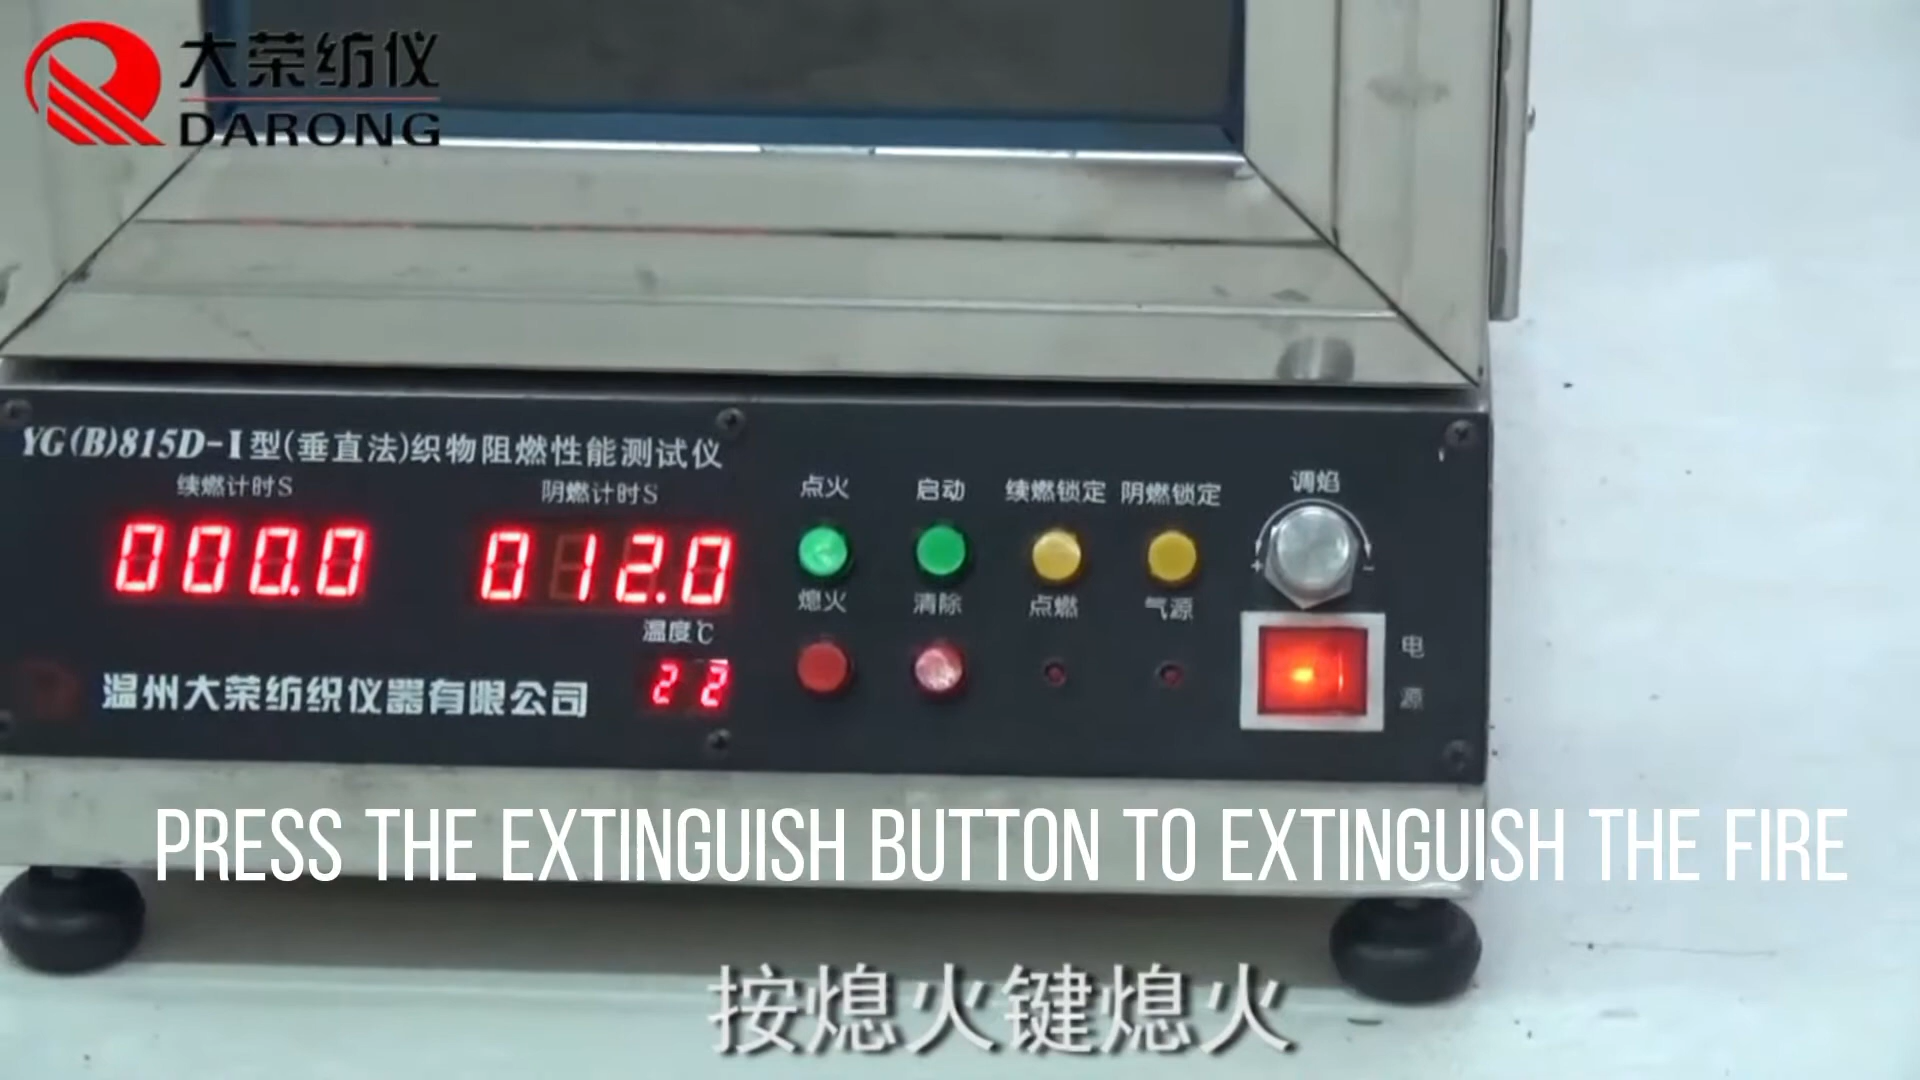 大荣纺仪
DARONG
YG(B)815D-I型(垂直法)织物阻燃性能测试仪
续燃计时S
阴燃计时S
点火
启动
续燃锁定
阴燃锁定
调焰
000.0
012.0
+
-
熄火
清除
点燃
气源
温度℃
22
电源
温州大荣纺织仪器有限公司
PRESS THE EXTINGUISH BUTTON TO EXTINGUISH THE FIRE
按熄火键熄火